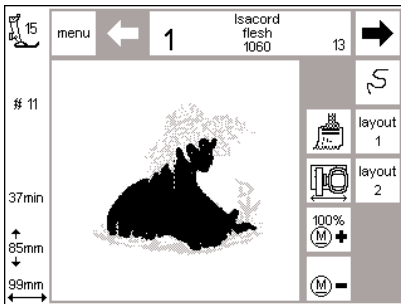 15
menu
1
Isacord
flesh
1060
13
# 11
layout
1
layout
2
37min
85mm
99mm
100%
M +
M -